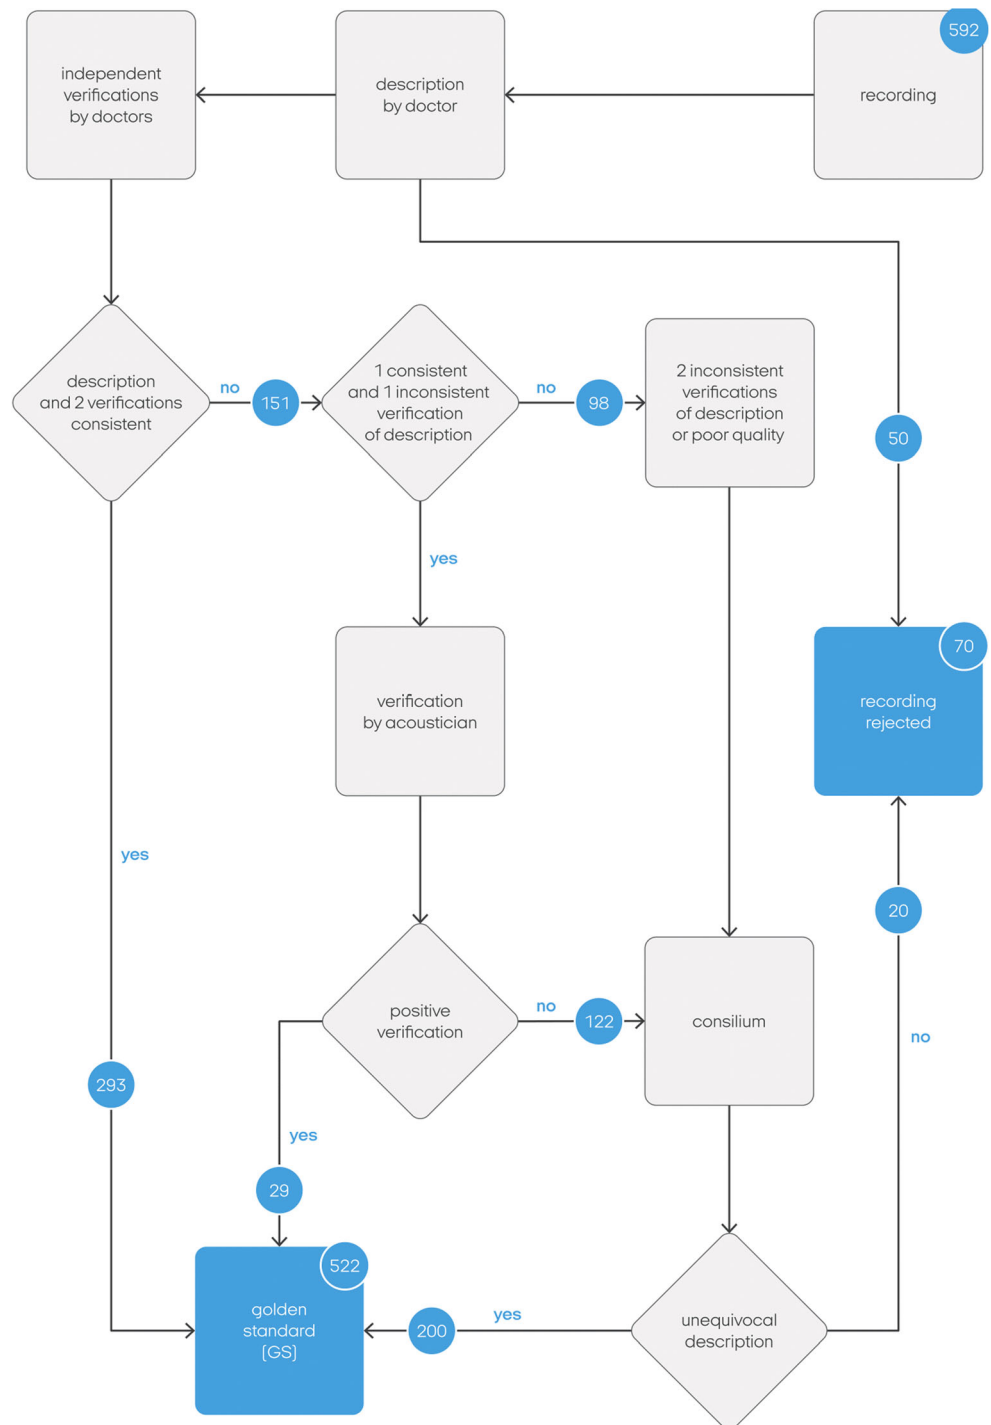 592
independent
verifications
by doctors
description
by doctor
recording
description
and 2 verifications
consistent
no
151
1 consistent
and 1 inconsistent
verification
of description
no
98
2 inconsistent
verifications
of description
or poor quality
50
yes
70
verification
by acoustician
recording
rejected
yes
20
positive
verification
no
122
consilium
no
293
yes
29
522
golden
standard
(GS)
200
yes
unequivocal
description